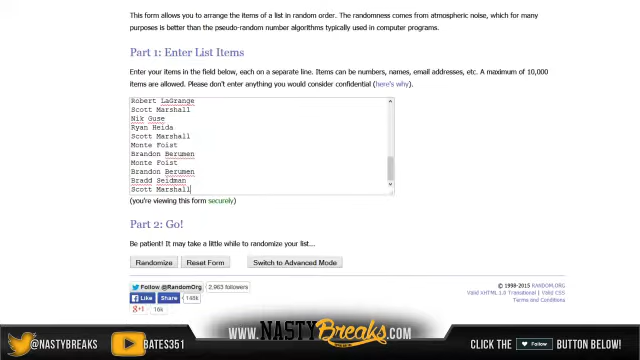 This form allows you to arrange the items of a list in random order. The randomness comes from atmospheric noise, which for many
purposes is better than the pseudo-random number algorithms typically used in computer programs.
Part 1: Enter List Items
Enter your items in the field below, each on a separate line. Items can be numbers, names, email addresses, etc. A maximum of 10,000
items are allowed. Please don't enter anything you would consider confidential (here's why).
Robert LaGrange
Scott Marshall
Nik Guse
Ryan Heida
Scott Marshall
Monte Foist
Brandon Berumen
Monte Foist
Brandon Berumen
Bradd Seidman
Scott Marshall
(you're viewing this form securely)
Part 2: Go!
Be patient! It may take a little while to randomize your list...
Randomize Reset Form Switch to Advanced Mode
Follow @RandomOrg 2,963 followers
Like Share 148k
g+1 16k
© 1998-2015 RANDOM.ORG
Valid XHTML 1.0 Transitional | Valid CSS
Terms and Conditions
@NASTYBREAKS BATES351 WWW.NASTYBreaks.COM CLICK THE Follow BUTTON BELOW!